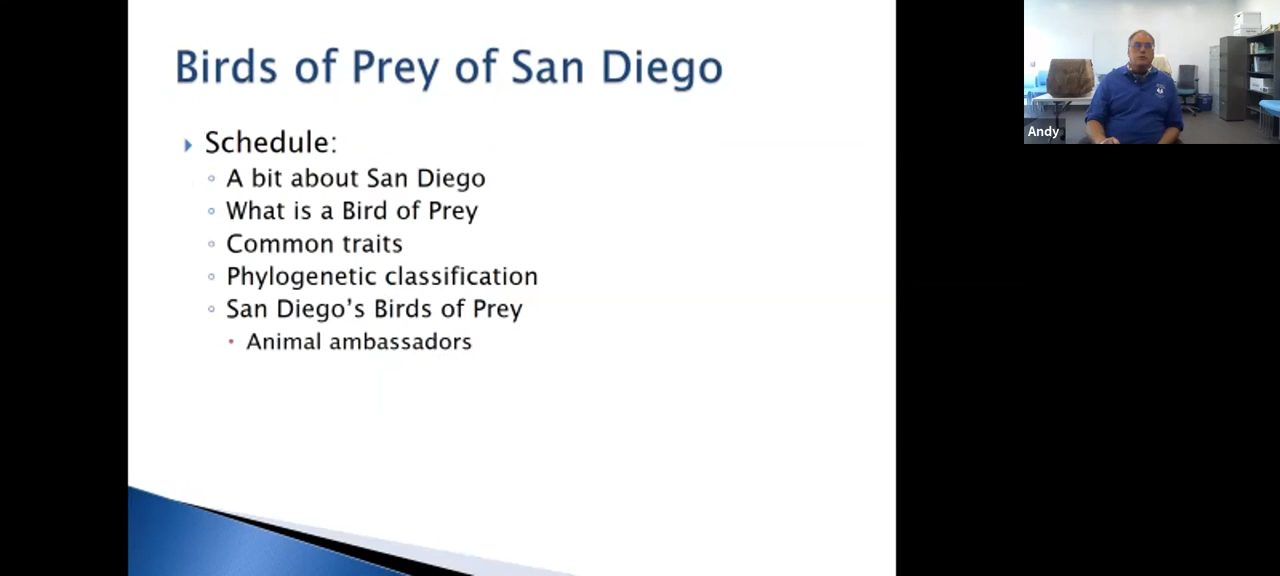 Birds of Prey of San Diego
Schedule:
A bit about San Diego
What is a Bird of Prey
Common traits
Phylogenetic classification
San Diego’s Birds of Prey
Animal ambassadors
Andy